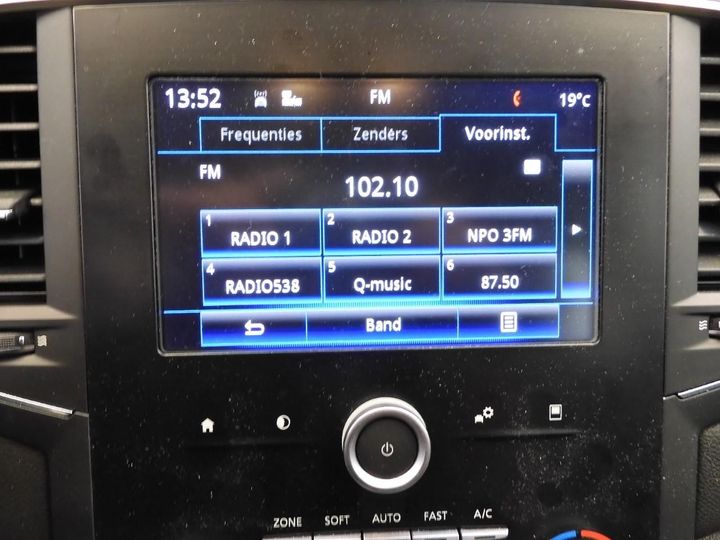 13:52 FM 19°C
Frequenties Zenders Voorinst.
FM
102.10
1 RADIO 1 2 RADIO 2 3 NPO 3FM
4 RADIO538 5 Q-music 6 87.50
Band
ZONE SOFT AUTO FAST A/C